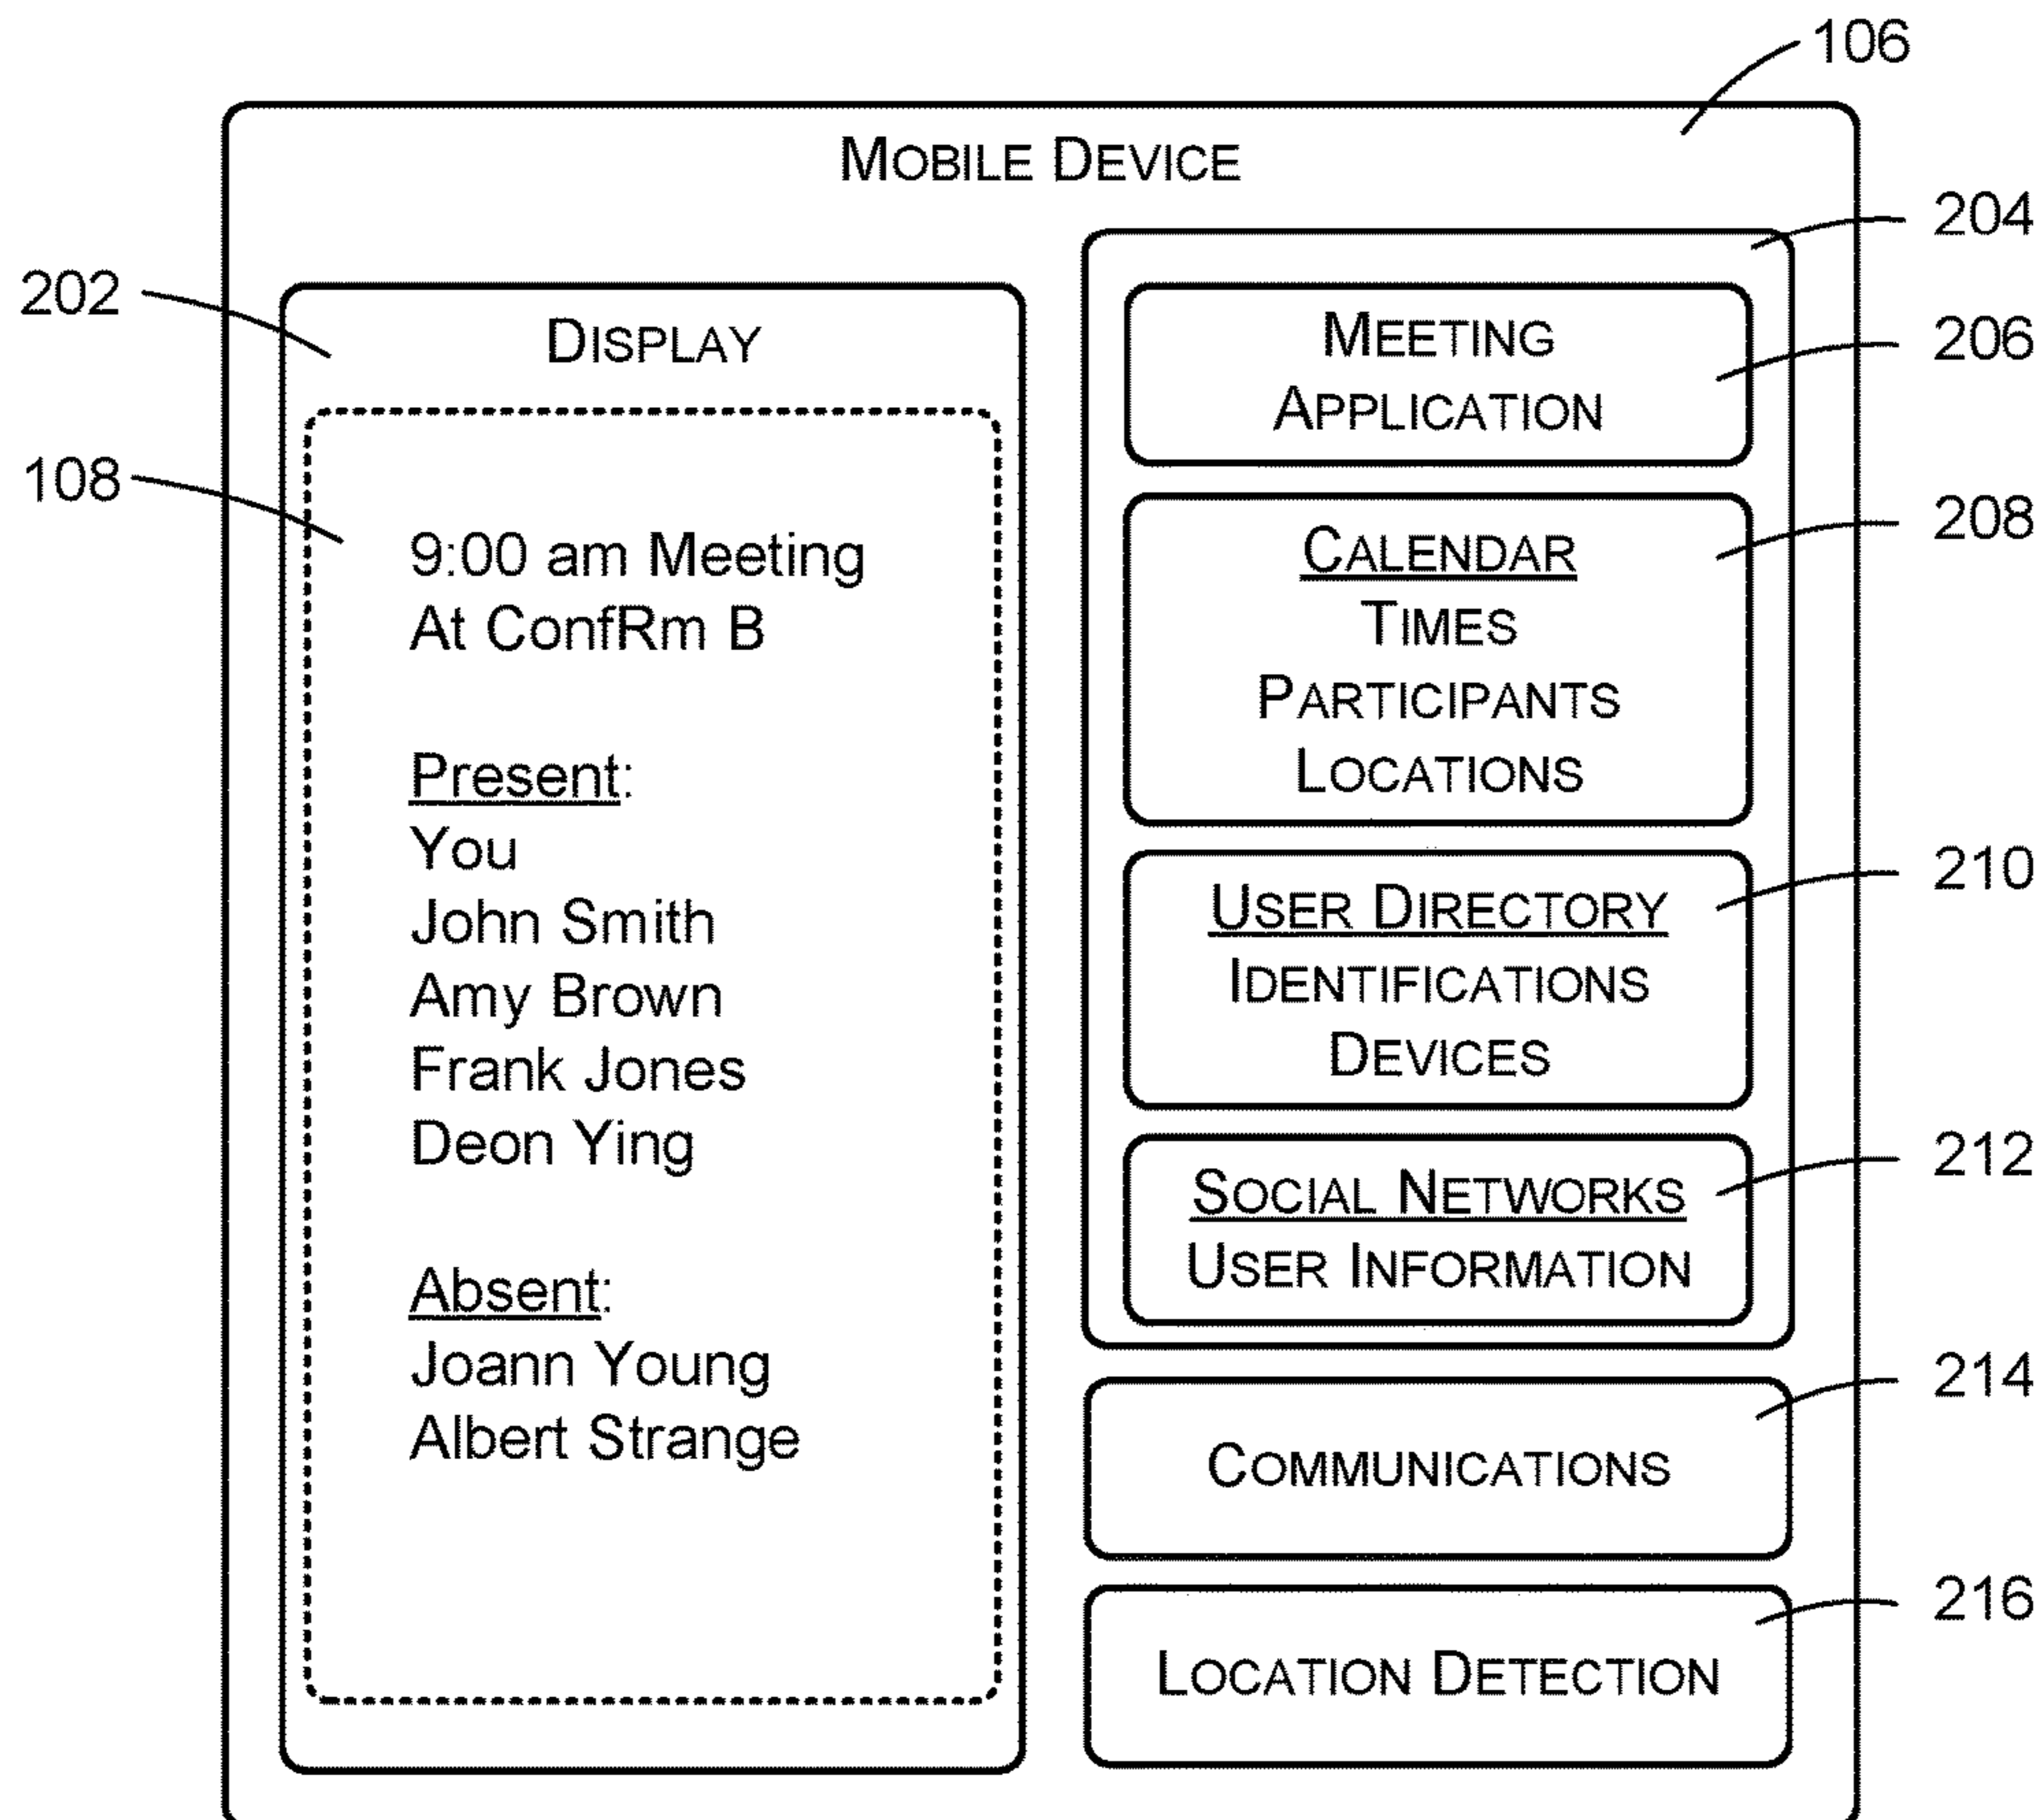 106
MOBILE DEVICE
204
202
DISPLAY
MEETING
APPLICATION
206
108
9:00 am Meeting
At ConfRm B
Present:
You
John Smith
Amy Brown
Frank Jones
Deon Ying
Absent:
Joann Young
Albert Strange
CALENDAR
TIMES
PARTICIPANTS
LOCATIONS
208
USER DIRECTORY
IDENTIFICATIONS
DEVICES
210
SOCIAL NETWORKS
USER INFORMATION
212
COMMUNICATIONS
214
LOCATION DETECTION
216